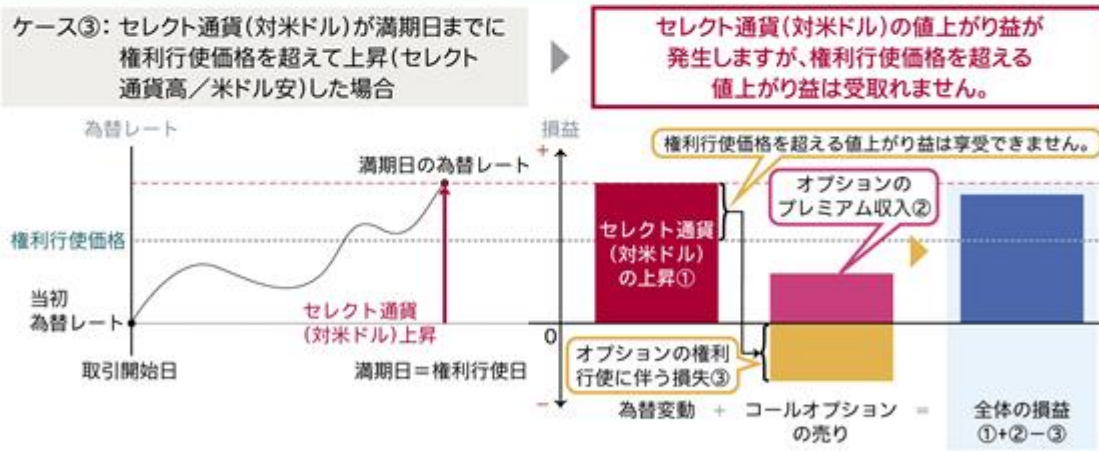 ケース③：セレクト通貨（対米ドル）が満期日までに
権利行使価格を超えて上昇（セレクト
通貨高／米ドル安）した場合
セレクト通貨（対米ドル）の値上がり益が
発生しますが、権利行使価格を超える
値上がり益は受取れません。
為替レート
満期日の為替レート
権利行使価格
当初
為替レート
セレクト通貨
（対米ドル）上昇
取引開始日
満期日＝権利行使日
損益
＋
0
－
権利行使価格を超える値上がり益は享受できません。
セレクト通貨
（対米ドル）
の上昇①
オプションの
プレミアム収入②
オプションの権利
行使に伴う損失③
為替変動
＋
コールオプション
の売り
＝
全体の損益
①＋②－③